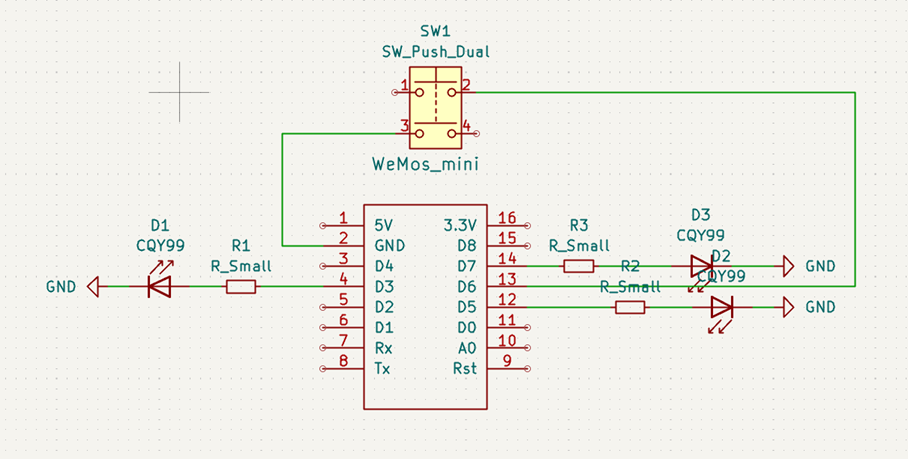 SW1
SW_Push_Dual
1 2
3 4
WeMos_mini
D1
CQY99
R1
R_Small
GND
1 5V 3.3V 16
2 GND D8 15
3 D4 D7 14
4 D3 D6 13
5 D2 D5 12
6 D1 D0 11
7 Rx A0 10
8 Tx Rst 9
R3
R_Small
D3
CQY99
GND
R2
R_Small
D2
CQY99
GND